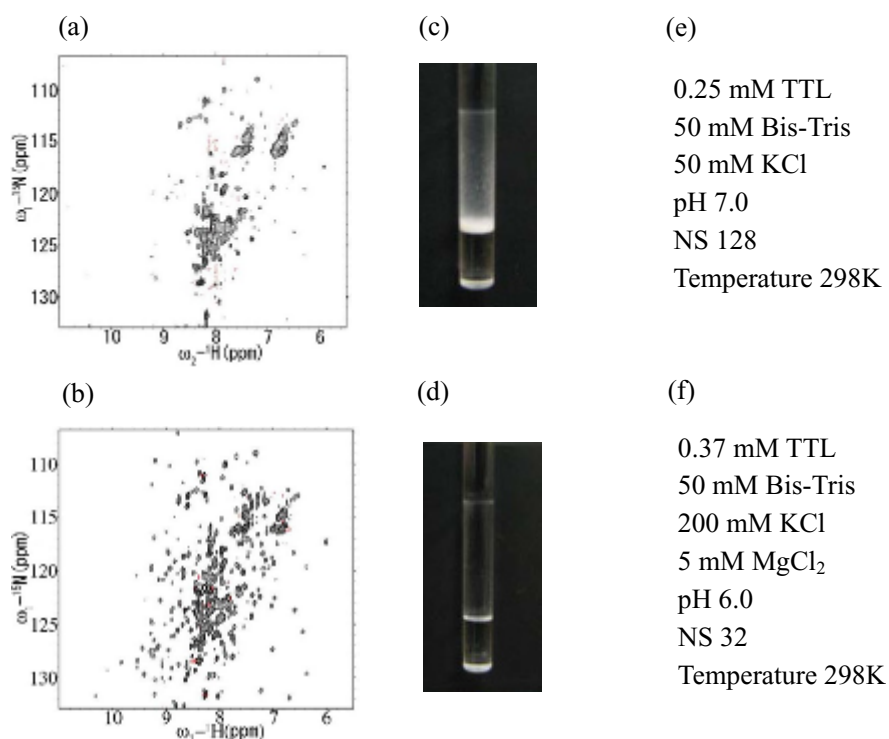 (a)
110
115
120
125
130
ω₁-¹⁵N (ppm)
10 9 8 7 6
ω₂-¹H (ppm)
(c)
(e)
0.25 mM TTL
50 mM Bis-Tris
50 mM KCl
pH 7.0
NS 128
Temperature 298K
(b)
110
115
120
125
130
ω₁-¹⁵N (ppm)
10 9 8 7 6
-¹H (ppm)
(d)
(f)
0.37 mM TTL
50 mM Bis-Tris
200 mM KCl
5 mM MgCl₂
pH 6.0
NS 32
Temperature 298K